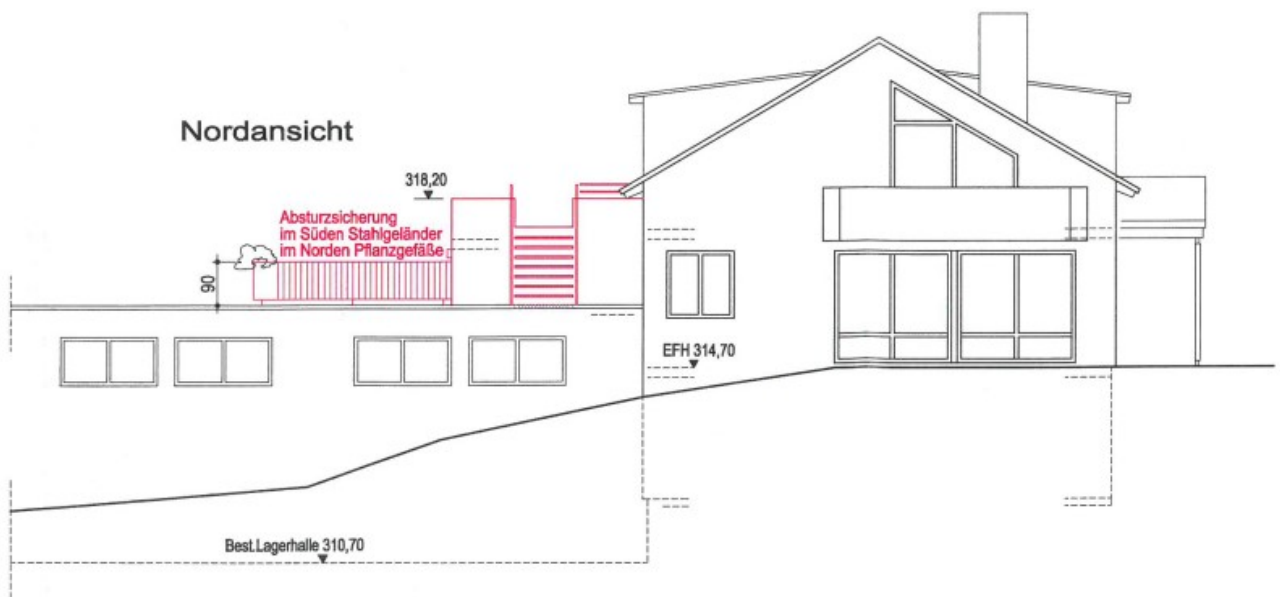 Nordansicht
318,20
Absturzsicherung
im Süden Stahlgeländer
im Norden Pflanzgefäße
90
EFH 314,70
Best.Lagerhalle 310,70